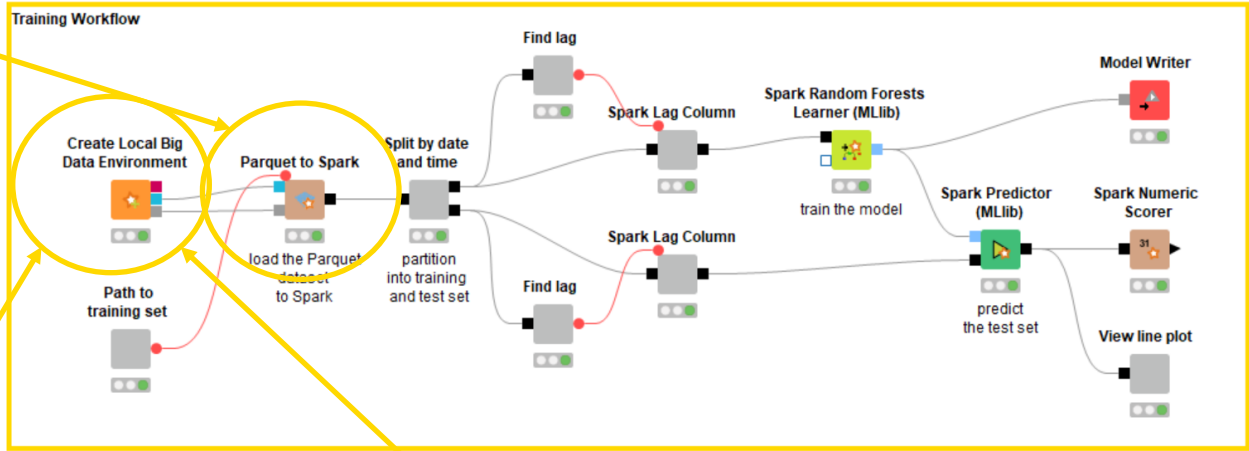 Training Workflow
Find lag
Model Writer
Spark Random Forests
Learner (MLlib)
Spark Lag Column
Create Local Big
Data Environment
Parquet to Spark
Split by date
and time
train the model
Spark Predictor
(MLlib)
Spark Numeric
Scorer
31
Spark Lag Column
load the Parquet
dataset
to Spark
partition
into training
and test set
Path to
training set
Find lag
predict
the test set
View line plot